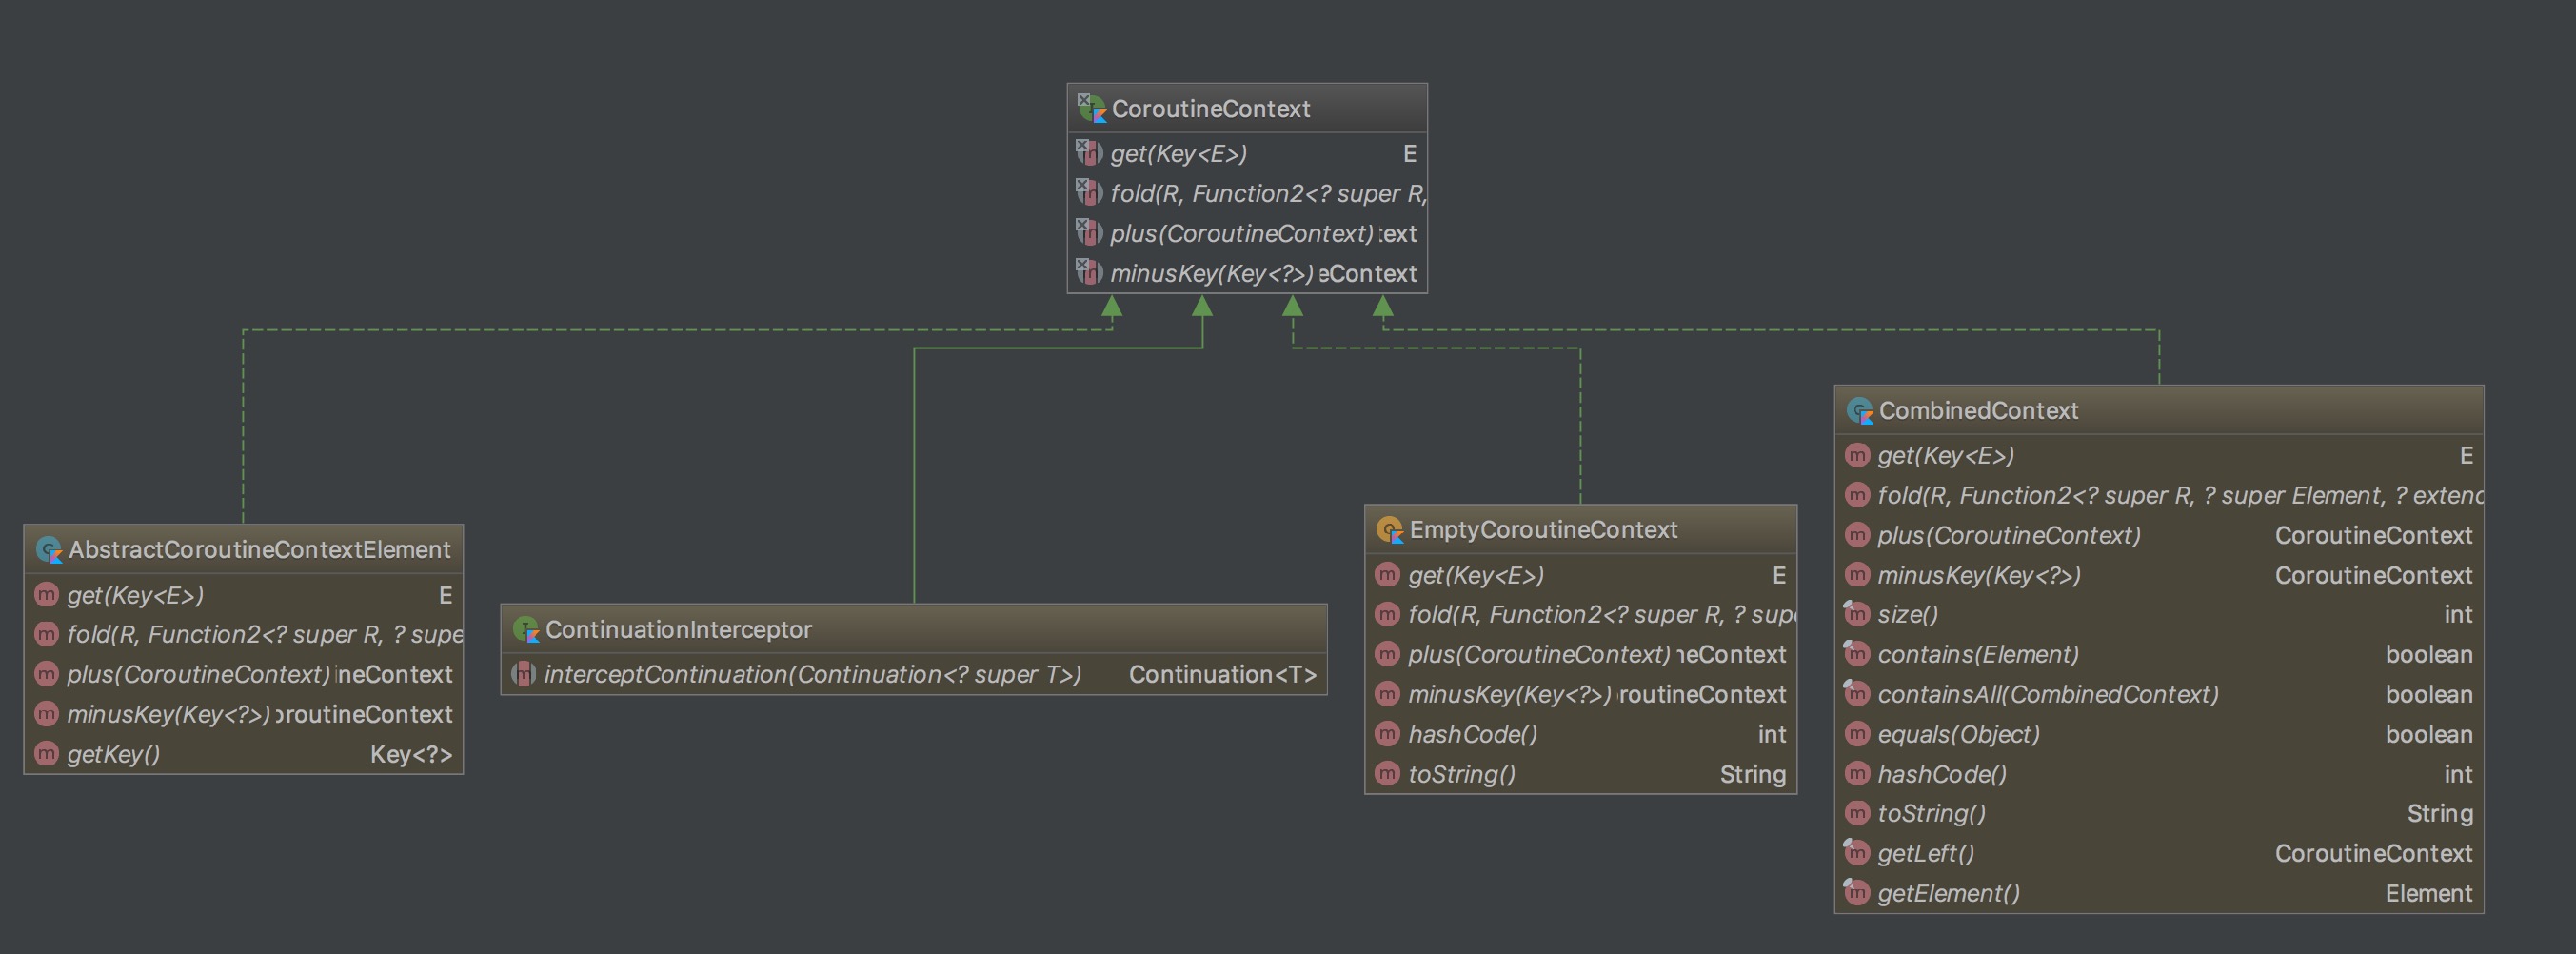 CoroutineContext
get(Key<E>) E
fold(R, Function2<? super R,
plus(CoroutineContext) text
minusKey(Key<?>) eContext
AbstractCoroutineContextElement
get(Key<E>) E
fold(R, Function2<? super R, ? supe
plus(CoroutineContext) ineContext
minusKey(Key<?>) oroutineContext
getKey() Key<?>
ContinuationInterceptor
interceptContinuation(Continuation<? super T>) Continuation<T>
EmptyCoroutineContext
get(Key<E>) E
fold(R, Function2<? super R, ? supe
plus(CoroutineContext) neContext
minusKey(Key<?>) routineContext
hashCode() int
toString() String
CombinedContext
get(Key<E>) E
fold(R, Function2<? super R, ? super Element, ? extend
plus(CoroutineContext) CoroutineContext
minusKey(Key<?>) CoroutineContext
size() int
contains(Element) boolean
containsAll(CombinedContext) boolean
equals(Object) boolean
hashCode() int
toString() String
getLeft() CoroutineContext
getElement() Element